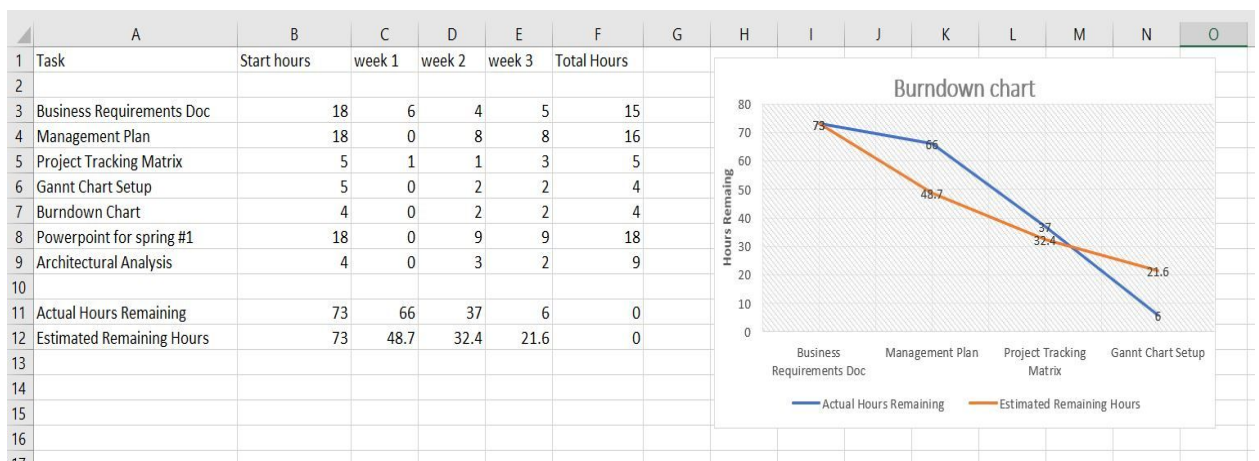 A B C D E F G H I J K L M N O
1 Task Start hours week 1 week 2 week 3 Total Hours
2
3 Business Requirements Doc 18 6 4 5 15
4 Management Plan 18 0 8 8 16
5 Project Tracking Matrix 5 1 1 3 5
6 Gannt Chart Setup 5 0 2 2 4
7 Burndown Chart 4 0 2 2 4
8 Powerpoint for spring #1 18 0 9 9 18
9 Architectural Analysis 4 0 3 2 9
10
11 Actual Hours Remaining 73 66 37 6 0
12 Estimated Remaining Hours 73 48.7 32.4 21.6 0
13
14
15
16
Burndown chart
Hours Remaing
80
70
60
50
40
30
20
10
0
73
66
48.7
37
32.4
21.6
6
Business Management Plan Project Tracking Gannt Chart Setup
Requirements Doc Matrix
Actual Hours Remaining Estimated Remaining Hours